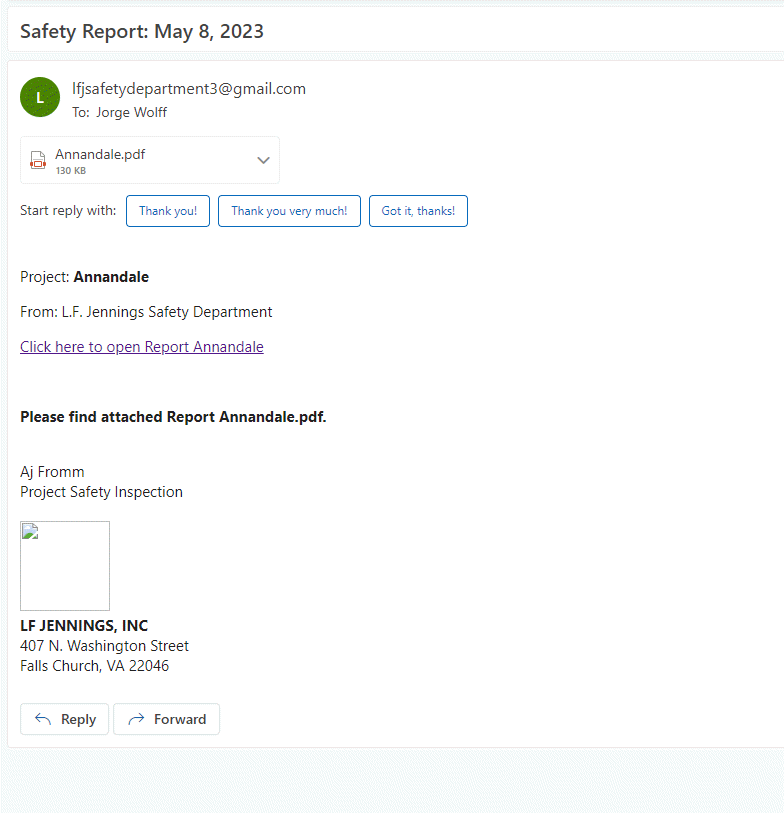 Safety Report: May 8, 2023
L
lfjsafetydepartment3@gmail.com
To: Jorge Wolff
Annandale.pdf
130 KB
Start reply with: Thank you! Thank you very much! Got it, thanks!
Project: Annandale
From: L.F. Jennings Safety Department
Click here to open Report Annandale
Please find attached Report Annandale.pdf.
Aj Fromm
Project Safety Inspection
LF JENNINGS, INC
407 N. Washington Street
Falls Church, VA 22046
Reply Forward